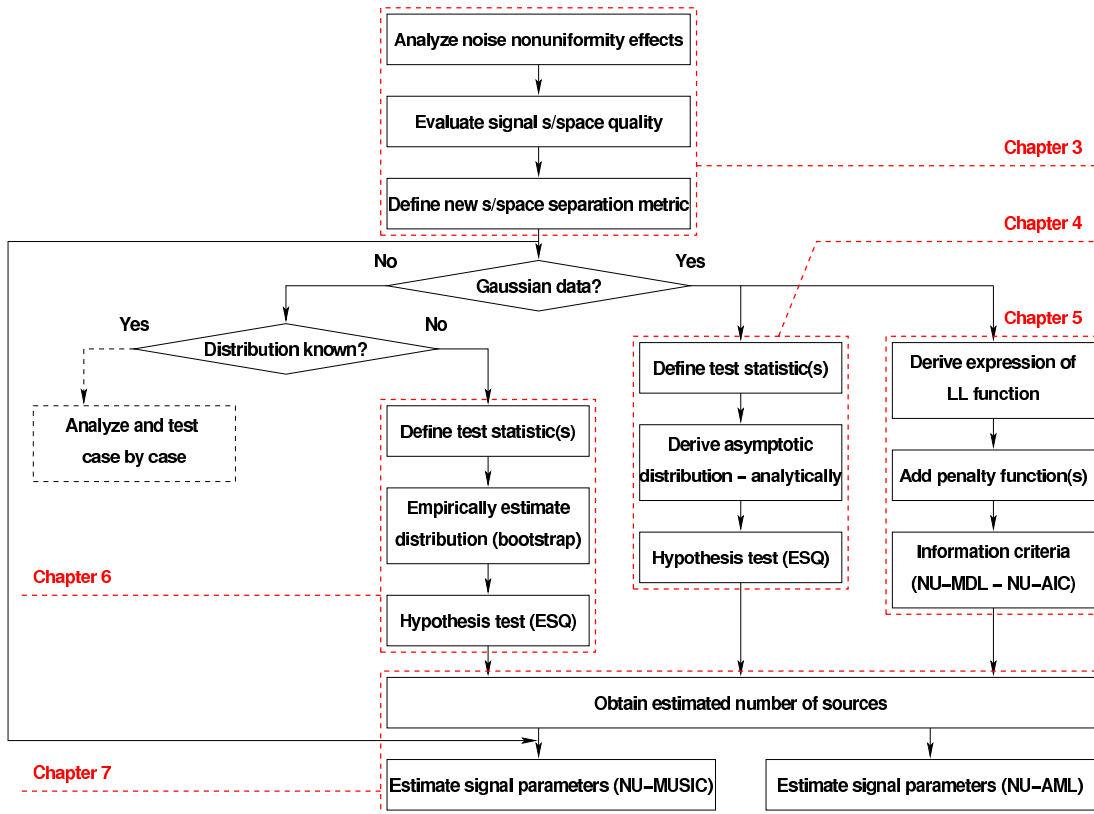 Analyze noise nonuniformity effects
Evaluate signal s/space quality
Chapter 3
Define new s/space separation metric
Chapter 4
No
Yes
Gaussian data?
Yes
No
Distribution known?
Chapter 5
Analyze and test
case by case
Define test statistic(s)
Empirically estimate
distribution (bootstrap)
Hypothesis test (ESQ)
Chapter 6
Define test statistic(s)
Derive asymptotic
distribution – analytically
Hypothesis test (ESQ)
Derive expression of
LL function
Add penalty function(s)
Information criteria
(NU–MDL – NU–AIC)
Obtain estimated number of sources
Chapter 7
Estimate signal parameters (NU–MUSIC)
Estimate signal parameters (NU–AML)